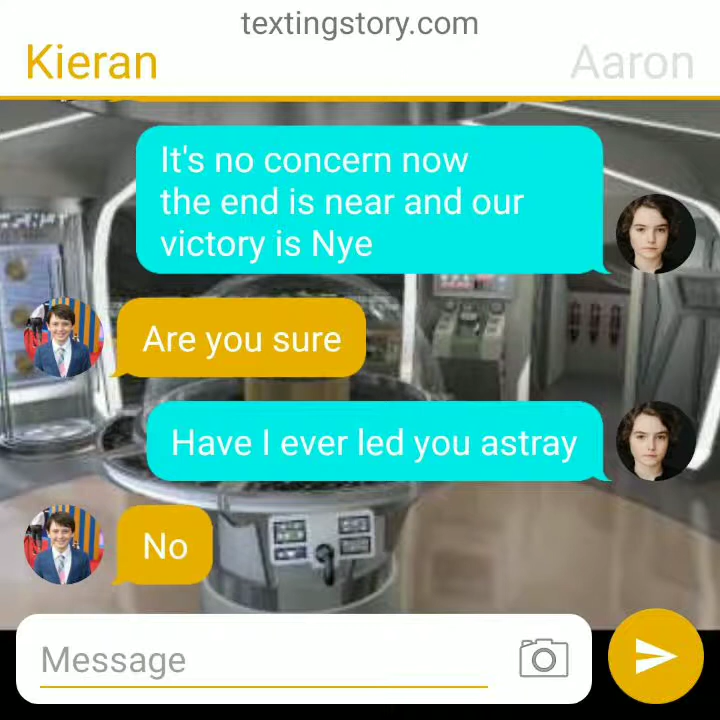 textingstory.com
Kieran
Aaron
It's no concern now
the end is near and our
victory is Nye
Are you sure
Have I ever led you astray
No
Message